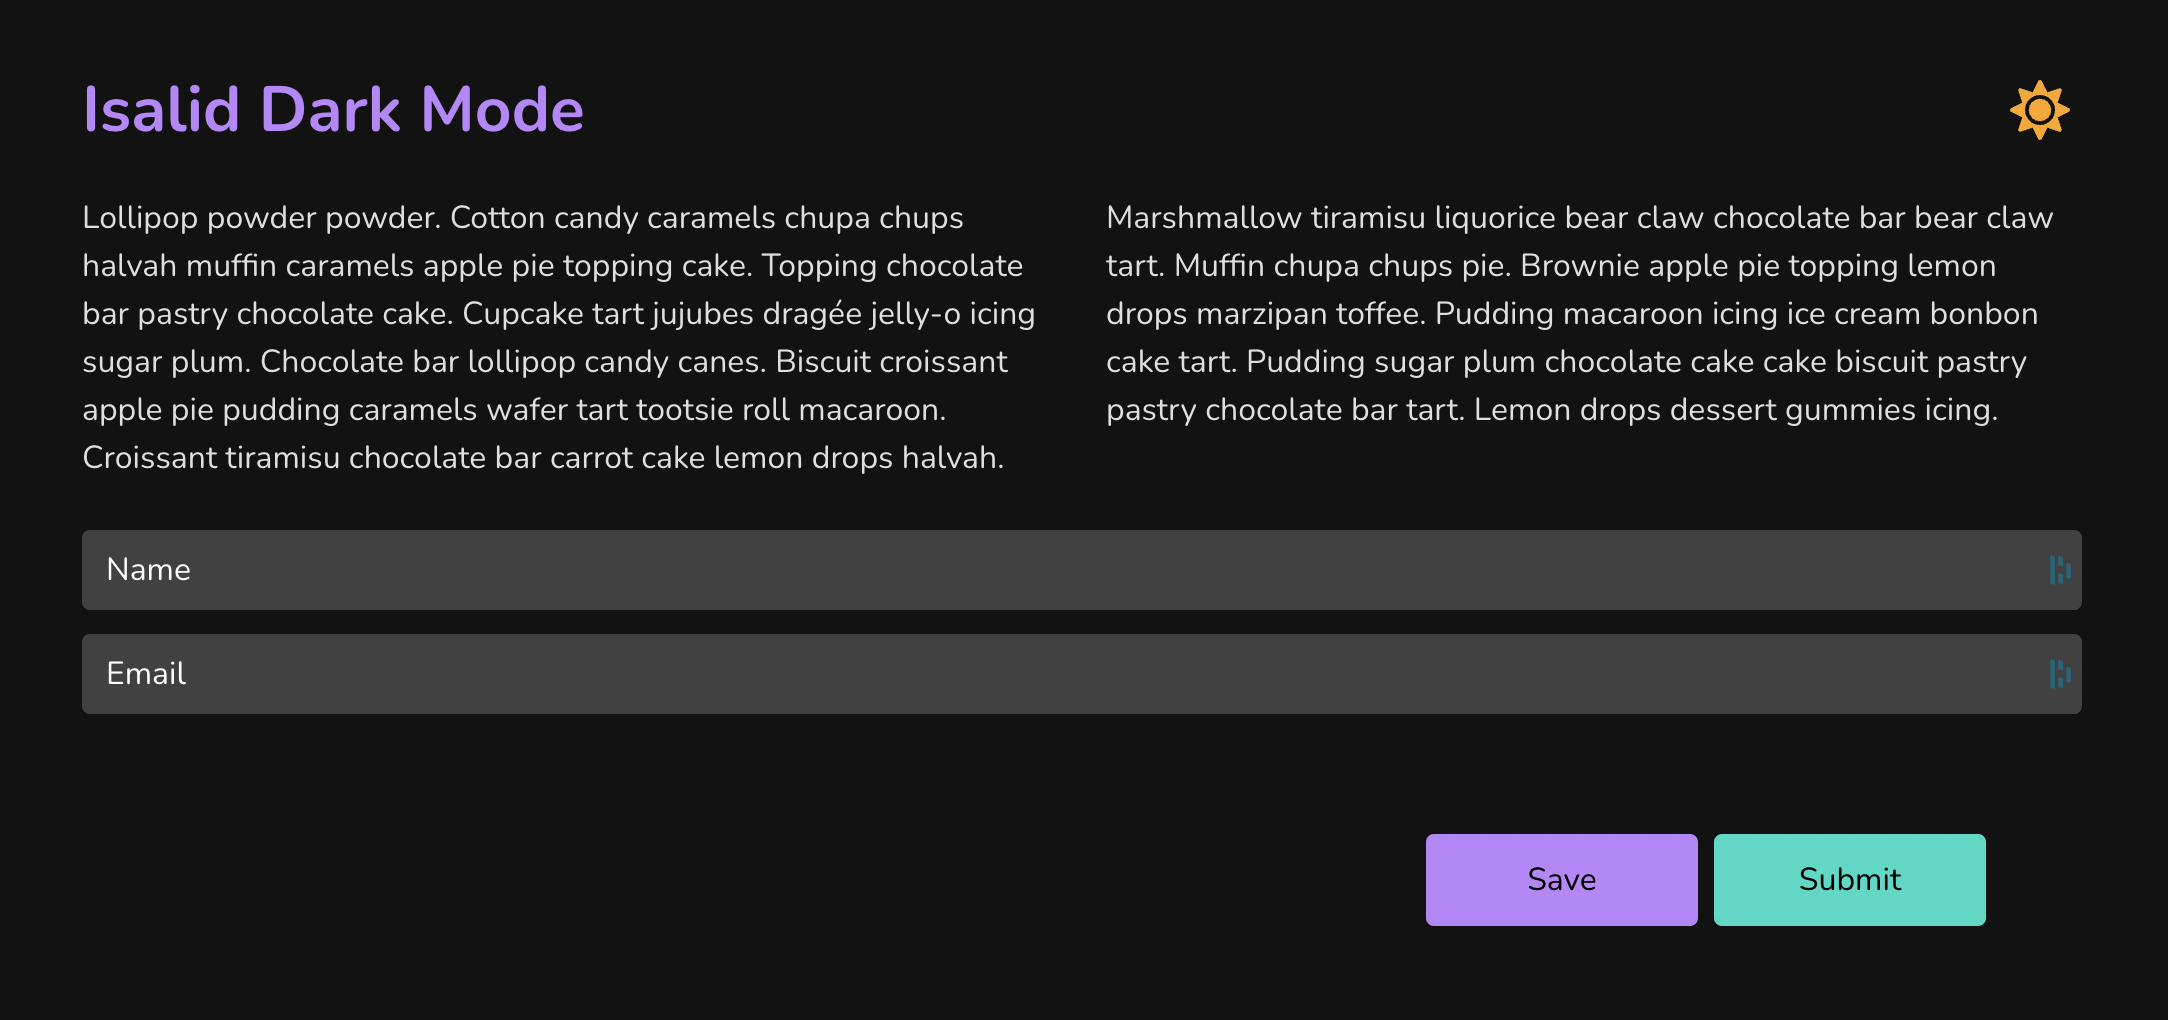 Isalid Dark Mode
Lollipop powder powder. Cotton candy caramels chupa chups
halvah muffin caramels apple pie topping cake. Topping chocolate
bar pastry chocolate cake. Cupcake tart jujubes dragée jelly-o icing
sugar plum. Chocolate bar lollipop candy canes. Biscuit croissant
apple pie pudding caramels wafer tart tootsie roll macaroon.
Croissant tiramisu chocolate bar carrot cake lemon drops halvah.
Marshmallow tiramisu liquorice bear claw chocolate bar bear claw
tart. Muffin chupa chups pie. Brownie apple pie topping lemon
drops marzipan toffee. Pudding macaroon icing ice cream bonbon
cake tart. Pudding sugar plum chocolate cake cake biscuit pastry
pastry chocolate bar tart. Lemon drops dessert gummies icing.
Name
Email
Save
Submit